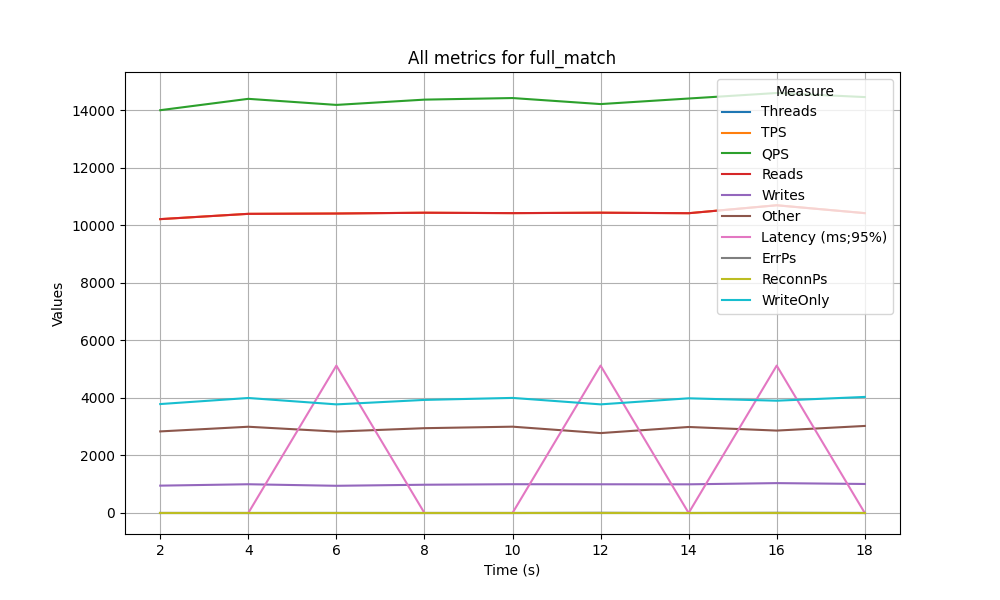 All metrics for full_match
Measure
Threads
TPS
QPS
Reads
Writes
Other
Latency (ms;95%)
ErrPs
ReconnPs
WriteOnly
14000
12000
10000
8000
6000
4000
2000
0
Values
2 4 6 8 10 12 14 16 18
Time (s)